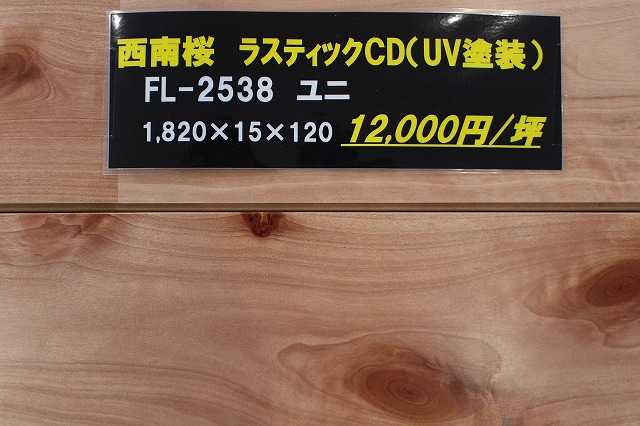 西南桜 ラスティックCD(UV塗装)
FL-2538 ユニ
1,820×15×120 12,000円/坪